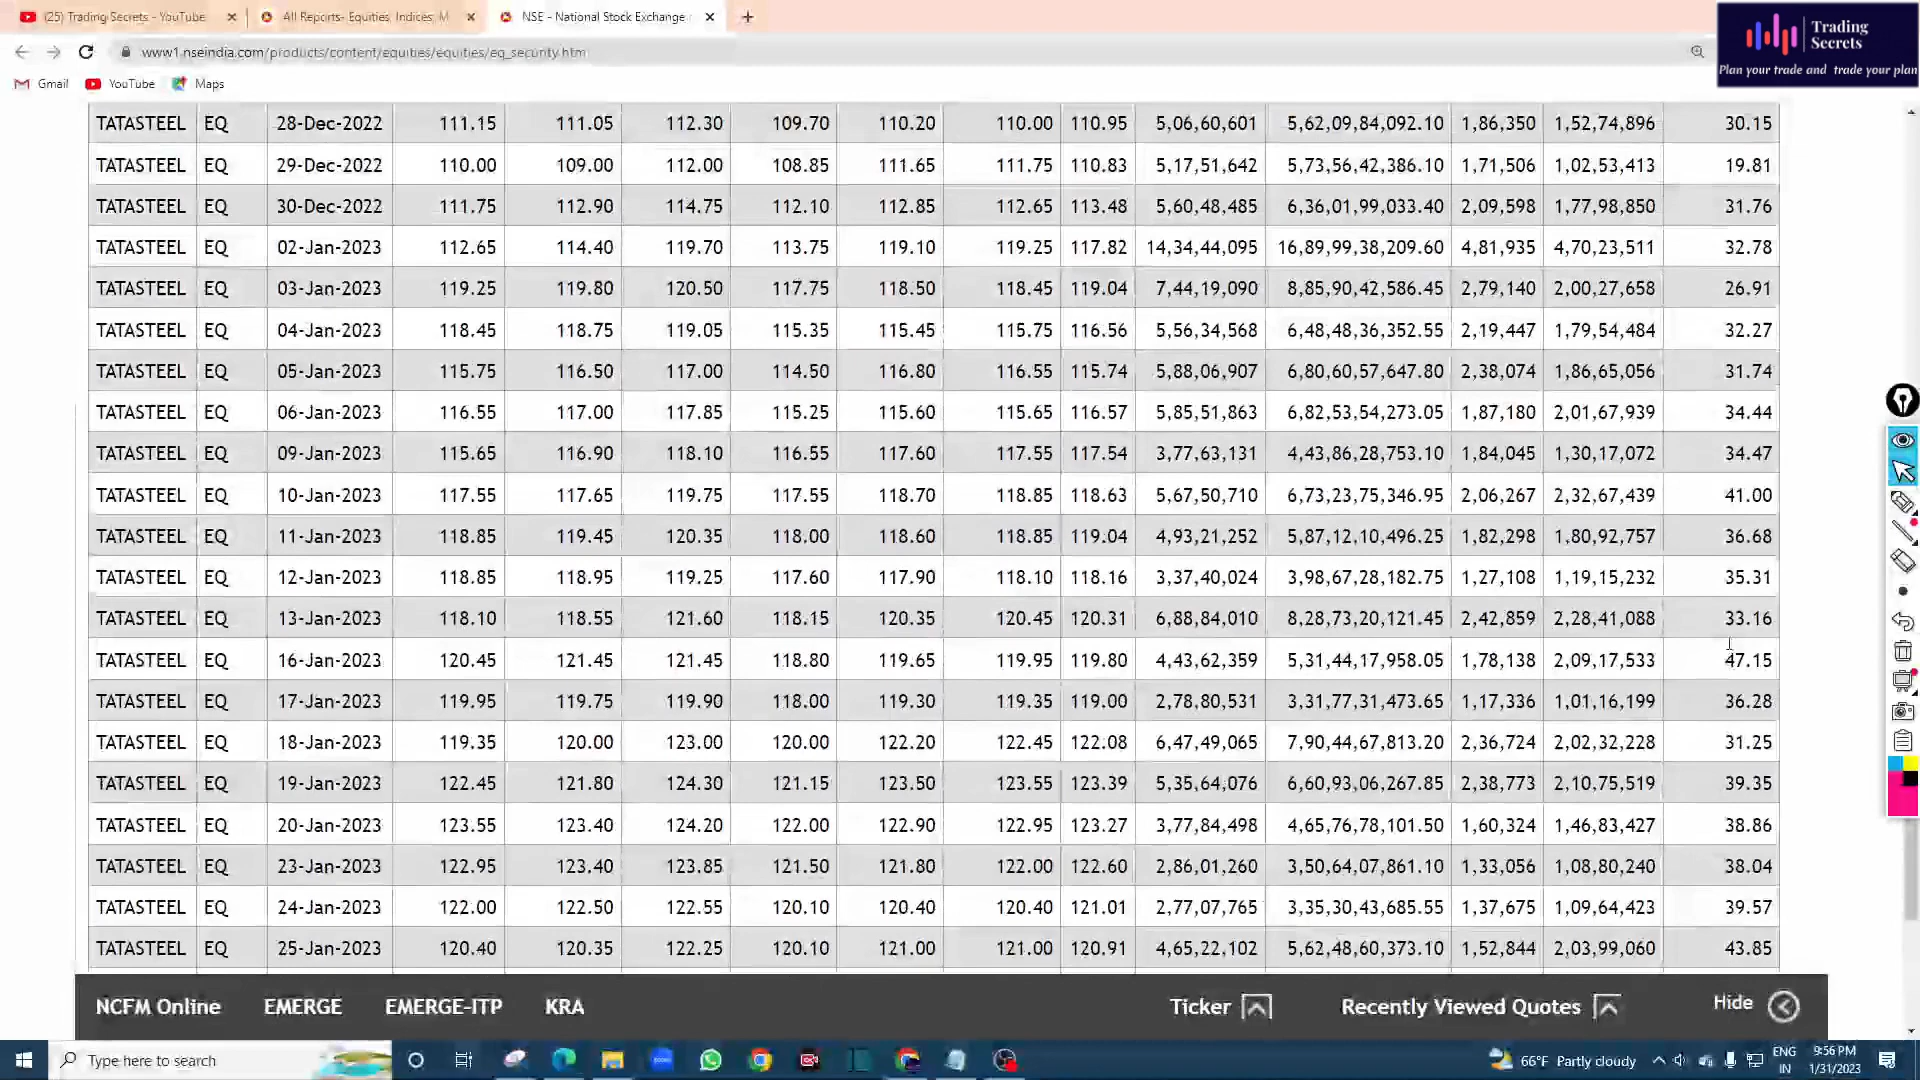 (25) Trading Secrets - YouTube
All Reports- Equities, Indices, M
NSE - National Stock Exchange
Trading Secrets
Plan your trade and trade your plan
www1.nseindia.com/products/content/equities/equities/eq_security.htm
Gmail YouTube Maps
TATASTEEL EQ 28-Dec-2022 111.15 111.05 112.30 109.70 110.20 110.00 110.95 5,06,60,601 5,62,09,84,092.10 1,86,350 1,52,74,896 30.15
TATASTEEL EQ 29-Dec-2022 110.00 109.00 112.00 108.85 111.65 111.75 110.83 5,17,51,642 5,73,56,42,386.10 1,71,506 1,02,53,413 19.81
TATASTEEL EQ 30-Dec-2022 111.75 112.90 114.75 112.10 112.85 112.65 113.48 5,60,48,485 6,36,01,99,033.40 2,09,598 1,77,98,850 31.76
TATASTEEL EQ 02-Jan-2023 112.65 114.40 119.70 113.75 119.10 119.25 117.82 14,34,44,095 16,89,99,38,209.60 4,81,935 4,70,23,511 32.78
TATASTEEL EQ 03-Jan-2023 119.25 119.80 120.50 117.75 118.50 118.45 119.04 7,44,19,090 8,85,90,42,586.45 2,79,140 2,00,27,658 26.91
TATASTEEL EQ 04-Jan-2023 118.45 118.75 119.05 115.35 115.45 115.75 116.56 5,56,34,568 6,48,48,36,352.55 2,19,447 1,79,54,484 32.27
TATASTEEL EQ 05-Jan-2023 115.75 116.50 117.00 114.50 116.80 116.55 115.74 5,88,06,907 6,80,60,57,647.80 2,38,074 1,86,65,056 31.74
TATASTEEL EQ 06-Jan-2023 116.55 117.00 117.85 115.25 115.60 115.65 116.57 5,85,51,863 6,82,53,54,273.05 1,87,180 2,01,67,939 34.44
TATASTEEL EQ 09-Jan-2023 115.65 116.90 118.10 116.55 117.60 117.55 117.54 3,77,63,131 4,43,86,28,753.10 1,84,045 1,30,17,072 34.47
TATASTEEL EQ 10-Jan-2023 117.55 117.65 119.75 117.55 118.70 118.85 118.63 5,67,50,710 6,73,23,75,346.95 2,06,267 2,32,67,439 41.00
TATASTEEL EQ 11-Jan-2023 118.85 119.45 120.35 118.00 118.60 118.85 119.04 4,93,21,252 5,87,12,10,496.25 1,82,298 1,80,92,757 36.68
TATASTEEL EQ 12-Jan-2023 118.85 118.95 119.25 117.60 117.90 118.10 118.16 3,37,40,024 3,98,67,28,182.75 1,27,108 1,19,15,232 35.31
TATASTEEL EQ 13-Jan-2023 118.10 118.55 121.60 118.15 120.35 120.45 120.31 6,88,84,010 8,28,73,20,121.45 2,42,859 2,28,41,088 33.16
TATASTEEL EQ 16-Jan-2023 120.45 121.45 121.45 118.80 119.65 119.95 119.80 4,43,62,359 5,31,44,17,958.05 1,78,138 2,09,17,533 47.15
TATASTEEL EQ 17-Jan-2023 119.95 119.75 119.90 118.00 119.30 119.35 119.00 2,78,80,531 3,31,77,31,473.65 1,17,336 1,01,16,199 36.28
TATASTEEL EQ 18-Jan-2023 119.35 120.00 123.00 120.00 122.20 122.45 122.08 6,47,49,065 7,90,44,67,813.20 2,36,724 2,02,32,228 31.25
TATASTEEL EQ 19-Jan-2023 122.45 121.80 124.30 121.15 123.50 123.55 123.39 5,35,64,076 6,60,93,06,267.85 2,38,773 2,10,75,519 39.35
TATASTEEL EQ 20-Jan-2023 123.55 123.40 124.20 122.00 122.90 122.95 123.27 3,77,84,498 4,65,76,78,101.50 1,60,324 1,46,83,427 38.86
TATASTEEL EQ 23-Jan-2023 122.95 123.40 123.85 121.50 121.80 122.00 122.60 2,86,01,260 3,50,64,07,861.10 1,33,056 1,08,80,240 38.04
TATASTEEL EQ 24-Jan-2023 122.00 122.50 122.55 120.10 120.40 120.40 121.01 2,77,07,765 3,35,30,43,685.55 1,37,675 1,09,64,423 39.57
TATASTEEL EQ 25-Jan-2023 120.40 120.35 122.25 120.10 121.00 121.00 120.91 4,65,22,102 5,62,48,60,373.10 1,52,844 2,03,99,060 43.85
NCFM Online EMERGE EMERGE-ITP KRA Ticker Recently Viewed Quotes Hide
Type here to search
66°F Partly cloudy
ENG
IN
9:56 PM
1/31/2023